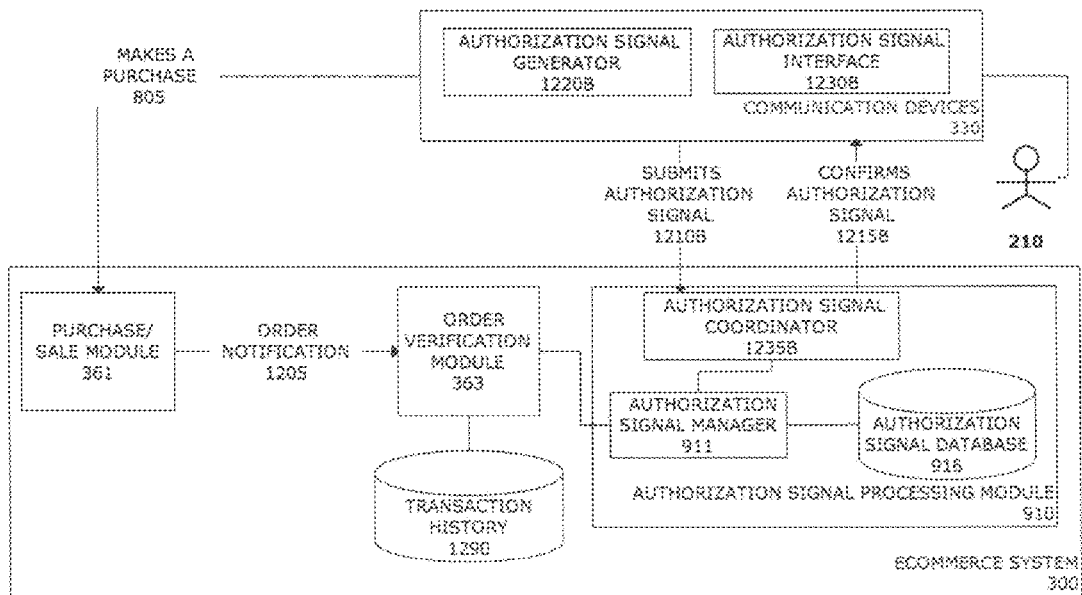 MAKES A
PURCHASE
805
AUTHORIZATION SIGNAL
GENERATOR
1220B
AUTHORIZATION SIGNAL
INTERFACE
1230B
COMMUNICATION DEVICES
330
SUBMITS
AUTHORIZATION
SIGNAL
1210B
CONFIRMS
AUTHORIZATION
SIGNAL
1215B
210
PURCHASE/
SALE MODULE
361
ORDER
NOTIFICATION
1205
ORDER
VERIFICATION
MODULE
363
AUTHORIZATION SIGNAL
COORDINATOR
1235B
AUTHORIZATION
SIGNAL MANAGER
911
AUTHORIZATION
SIGNAL DATABASE
916
AUTHORIZATION SIGNAL PROCESSING MODULE
910
TRANSACTION
HISTORY
1290
ECOMMERCE SYSTEM
300